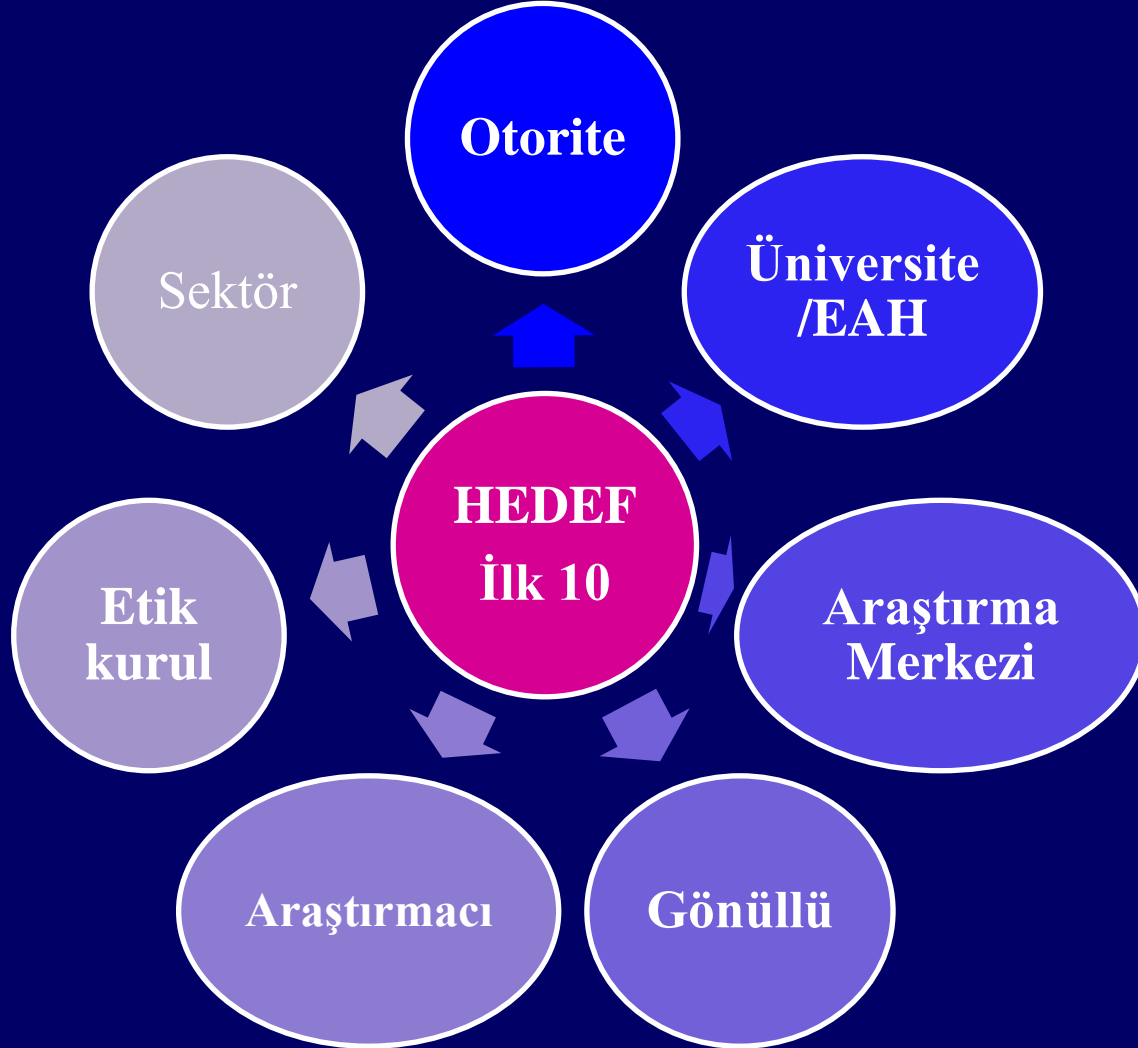 Otorite
Üniversite
/EAH
Sektör
HEDEF
İlk 10
Araştırma
Merkezi
Etik
kurul
Araştırmacı
Gönüllü